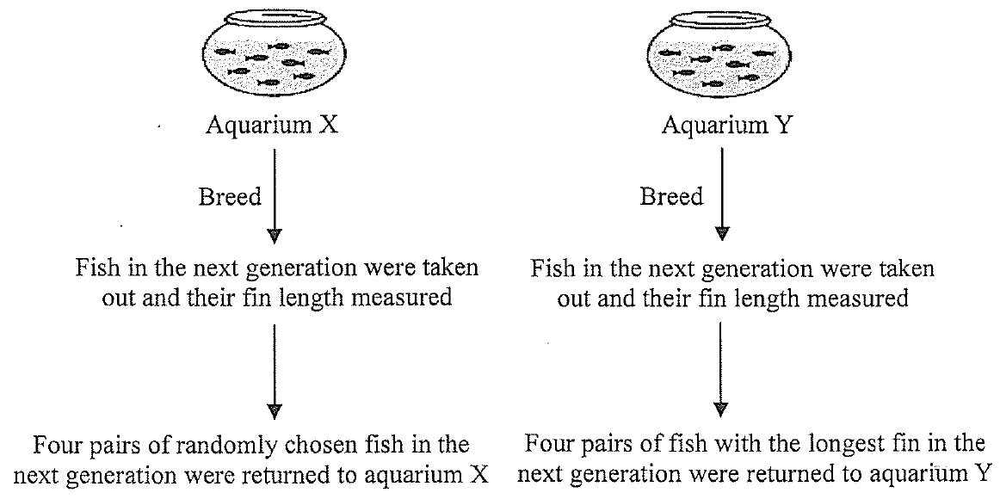 Aquarium X
Aquarium Y
Breed
Breed
Fish in the next generation were taken
out and their fin length measured
Fish in the next generation were taken
out and their fin length measured
Four pairs of randomly chosen fish in the
next generation were returned to aquarium X
Four pairs of fish with the longest fin in the
next generation were returned to aquarium Y